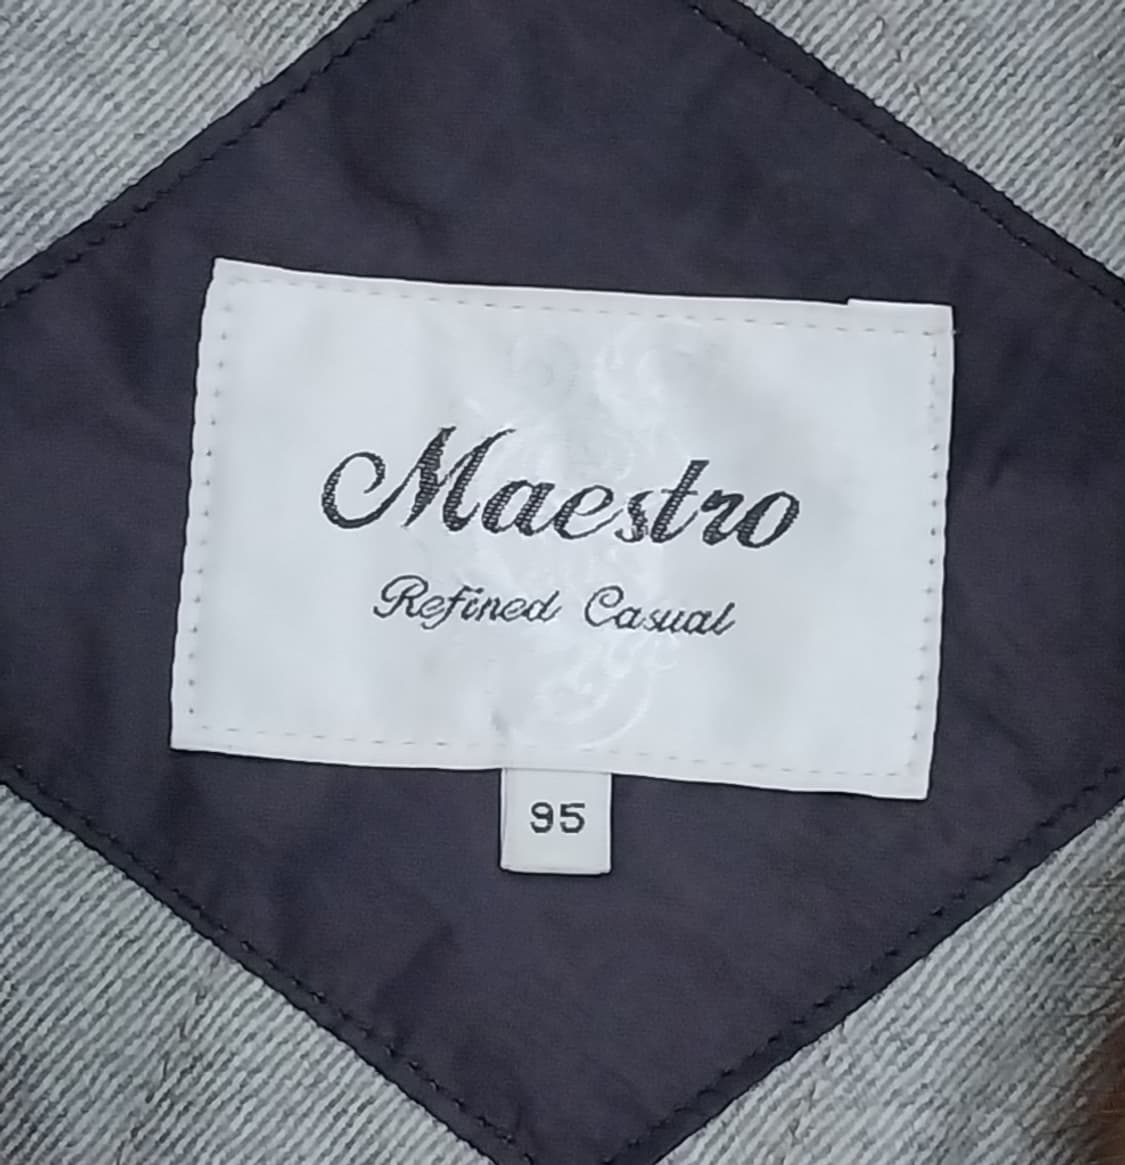 Maestro
Refined Casual
95